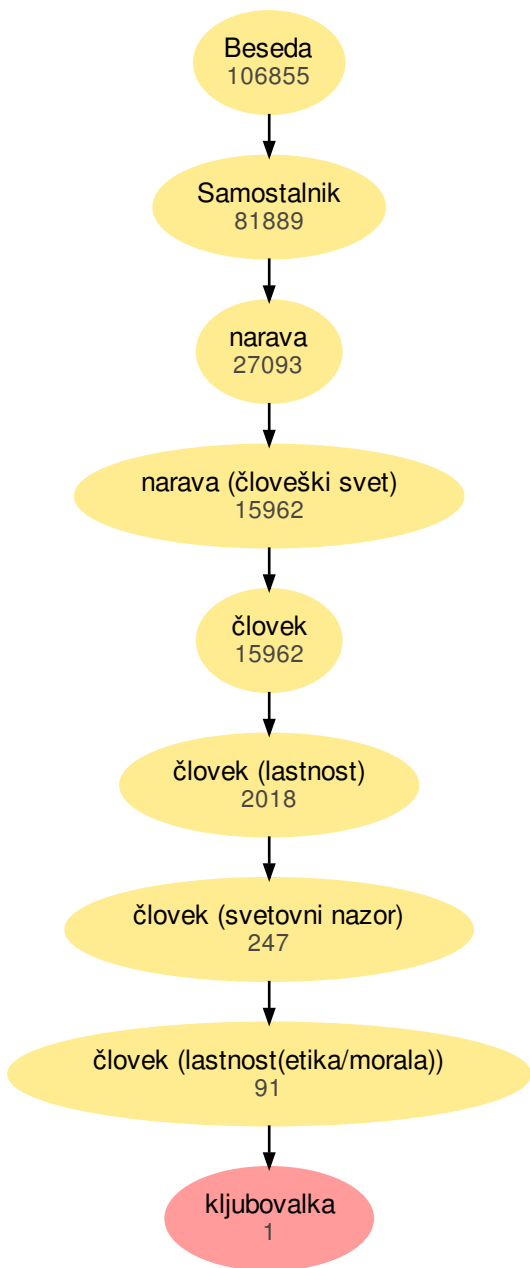 Beseda
106855
Samostalnik
81889
narava
27093
narava (človeški svet)
15962
človek
15962
človek (lastnost)
2018
človek (svetovni nazor)
247
človek (lastnost(etika/morala))
91
kljubovalka
1